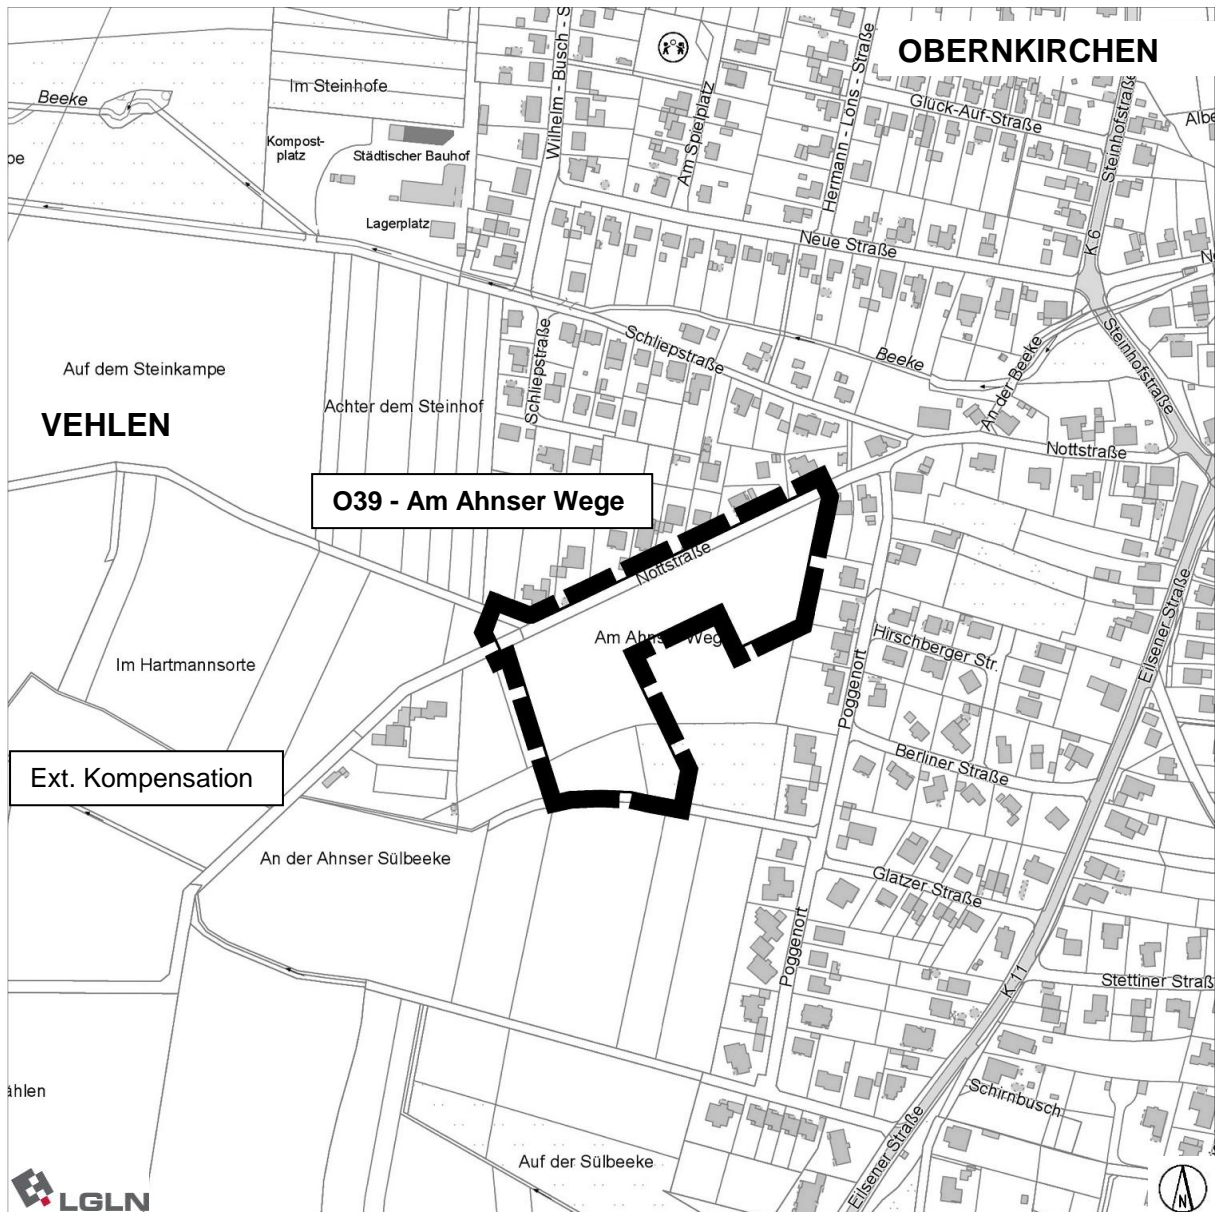 OBERNKIRCHEN
Beeke
Im Steinhofe
Wilhelm - Busch - S
Am Spielplatz
Hermann - Löns - Straße
Glück-Auf-Straße
Steinhofstraße
Albe
Kompost-
platz
Städtischer Bauhof
Lagerplatz
Neue Straße
K 6
Schliepstraße
Schliepstraße
Beeke
An der Beeke
Steinhofstraße
Auf dem Steinkampe
Achter dem Steinhof
VEHLEN
Nottstraße
O39 - Am Ahnser Wege
Nottstraße
Am Ahnser Wege
Im Hartmannsorte
Poggenort
Hirschberger Str.
Eilsener Straße
Ext. Kompensation
Berliner Straße
An der Ahnser Sülbeeke
Glatzer Straße
Poggenort
K 11
Stettiner Straß
ählen
Schirnbusch
Auf der Sülbeeke
Eilsener Straße
LGLN
N